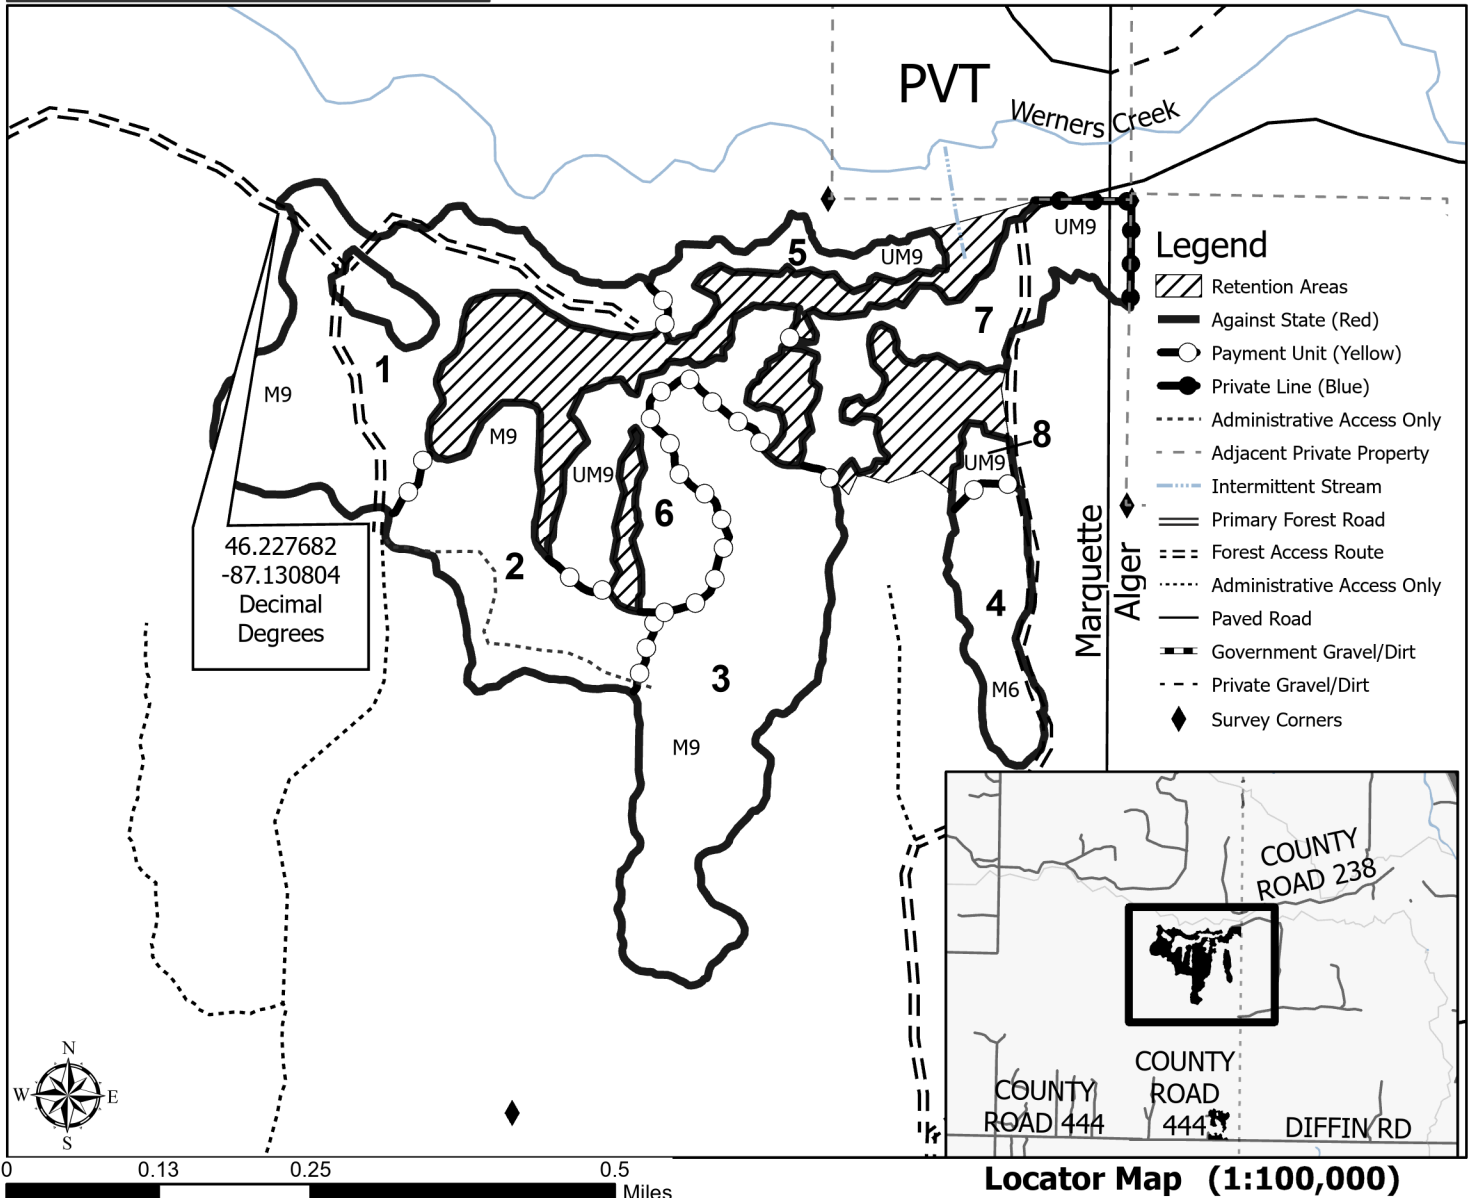 PVT
Werners Creek
5
UM9
UM9
7
1
M9
M9
UM9
6
8
UM9
2
4
3
M6
M9
46.227682
-87.130804
Decimal
Degrees
Marquette
Alger
Legend
Retention Areas
Against State (Red)
Payment Unit (Yellow)
Private Line (Blue)
Administrative Access Only
Adjacent Private Property
Intermittent Stream
Primary Forest Road
Forest Access Route
Administrative Access Only
Paved Road
Government Gravel/Dirt
Private Gravel/Dirt
Survey Corners
COUNTY
ROAD 238
COUNTY
ROAD 444
COUNTY
ROAD
444
DIFFIN RD
N
W E
S
0 0.13 0.25 0.5
Miles
Locator Map (1:100,000)